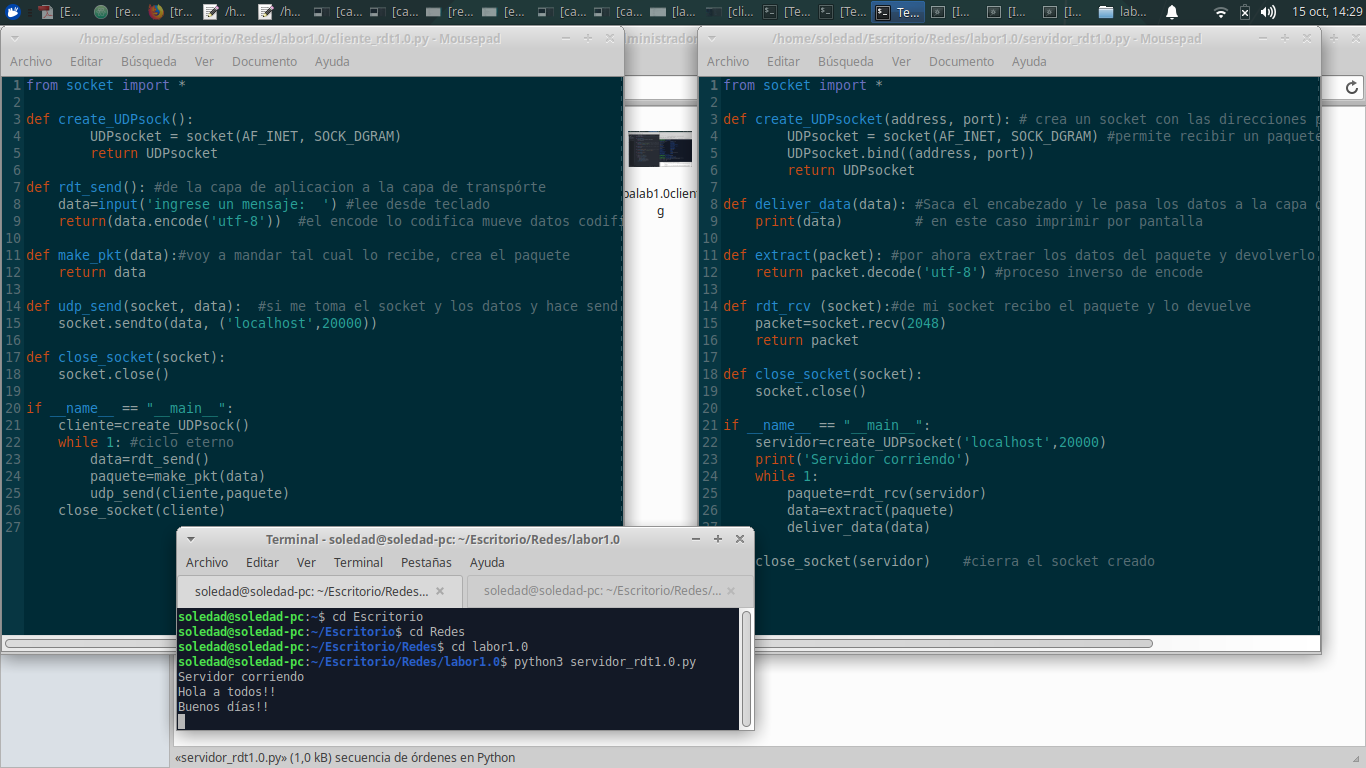 [E...
[re...
[tr...
/h...
/h...
[ca...
[ca...
[re...
[e...
[ca...
[ca...
[la...
[cli...
[Te...
[Te...
Te...
[I...
[I...
[I...
lab...
15 oct, 14:29
/home/soledad/Escritorio/Redes/labor1.0/cliente_rdt1.0.py - Mousepad
Archivo Editar Búsqueda Ver Documento Ayuda
1 from socket import *
2
3 def create_UDPsock():
4         UDPsocket = socket(AF_INET, SOCK_DGRAM)
5         return UDPsocket
6
7 def rdt_send(): #de la capa de aplicacion a la capa de transpórte
8     data=input('ingrese un mensaje:  ') #lee desde teclado
9     return(data.encode('utf-8'))  #el encode lo codifica mueve datos codifi
10
11 def make_pkt(data):#voy a mandar tal cual lo recibe, crea el paquete
12     return data
13
14 def udp_send(socket, data):  #si me toma el socket y los datos y hace send
15     socket.sendto(data, ('localhost',20000))
16
17 def close_socket(socket):
18     socket.close()
19
20 if __name__ == "__main__":
21     cliente=create_UDPsock()
22     while 1: #ciclo eterno
23         data=rdt_send()
24         paquete=make_pkt(data)
25         udp_send(cliente,paquete)
26     close_socket(cliente)
27
ministrador
palab1.0clien
g
/home/soledad/Escritorio/Redes/labor1.0/servidor_rdt1.0.py - Mousepad
Archivo Editar Búsqueda Ver Documento Ayuda
1 from socket import *
2
3 def create_UDPsocket(address, port): # crea un socket con las direcciones p
4         UDPsocket = socket(AF_INET, SOCK_DGRAM) #permite recibir un paquete
5         UDPsocket.bind((address, port))
6         return UDPsocket
7
8 def deliver_data(data): #Saca el encabezado y le pasa los datos a la capa d
9     print(data)         # en este caso imprimir por pantalla
10
11 def extract(packet): #por ahora extraer los datos del paquete y devolverlo
12     return packet.decode('utf-8') #proceso inverso de encode
13
14 def rdt_rcv (socket):#de mi socket recibo el paquete y lo devuelve
15     packet=socket.recv(2048)
16     return packet
17
18 def close_socket(socket):
19     socket.close()
20
21 if __name__ == "__main__":
22     servidor=create_UDPsocket('localhost',20000)
23     print('Servidor corriendo')
24     while 1:
25         paquete=rdt_rcv(servidor)
26         data=extract(paquete)
27         deliver_data(data)
close_socket(servidor)    #cierra el socket creado
Terminal - soledad@soledad-pc: ~/Escritorio/Redes/labor1.0
Archivo Editar Ver Terminal Pestañas Ayuda
soledad@soledad-pc: ~/Escritorio/Redes...
soledad@soledad-pc: ~/Escritorio/Redes/...
soledad@soledad-pc:~$ cd Escritorio
soledad@soledad-pc:~/Escritorio$ cd Redes
soledad@soledad-pc:~/Escritorio/Redes$ cd labor1.0
soledad@soledad-pc:~/Escritorio/Redes/labor1.0$ python3 servidor_rdt1.0.py
Servidor corriendo
Hola a todos!!
Buenos días!!
«servidor_rdt1.0.py» (1,0 kB) secuencia de órdenes en Python